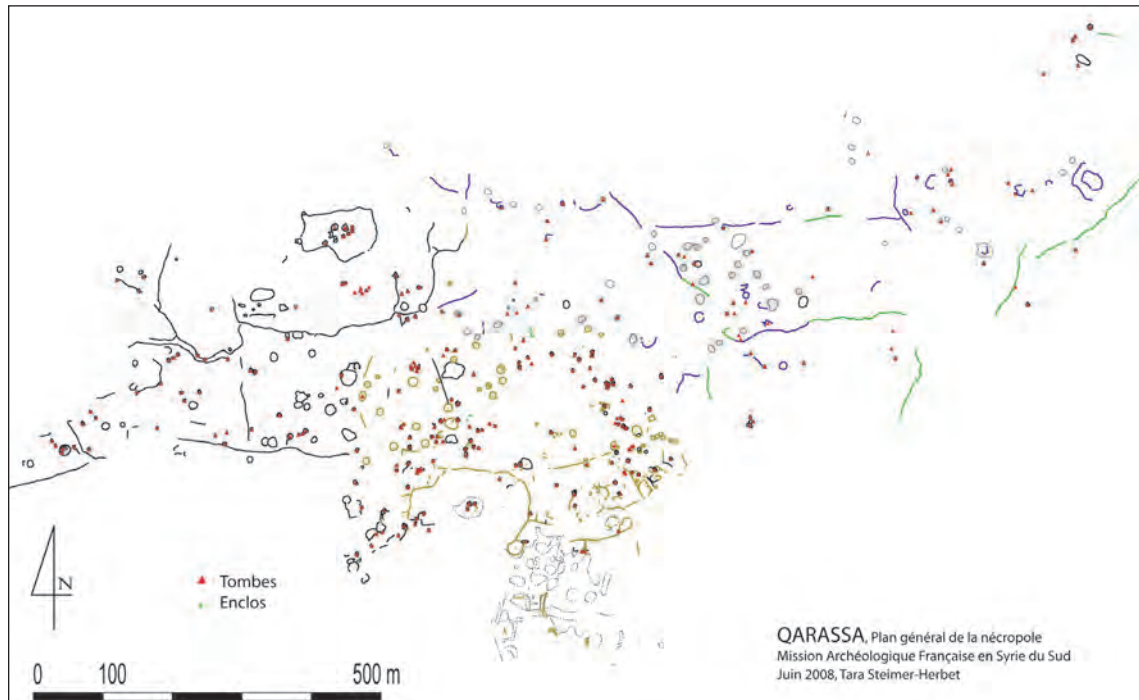 N
Tombes
Enclos
0 100 500 m
QARASSA, Plan général de la nécropole
Mission Archéologique Française en Syrie du Sud
Juin 2008, Tara Steimer-Herbet